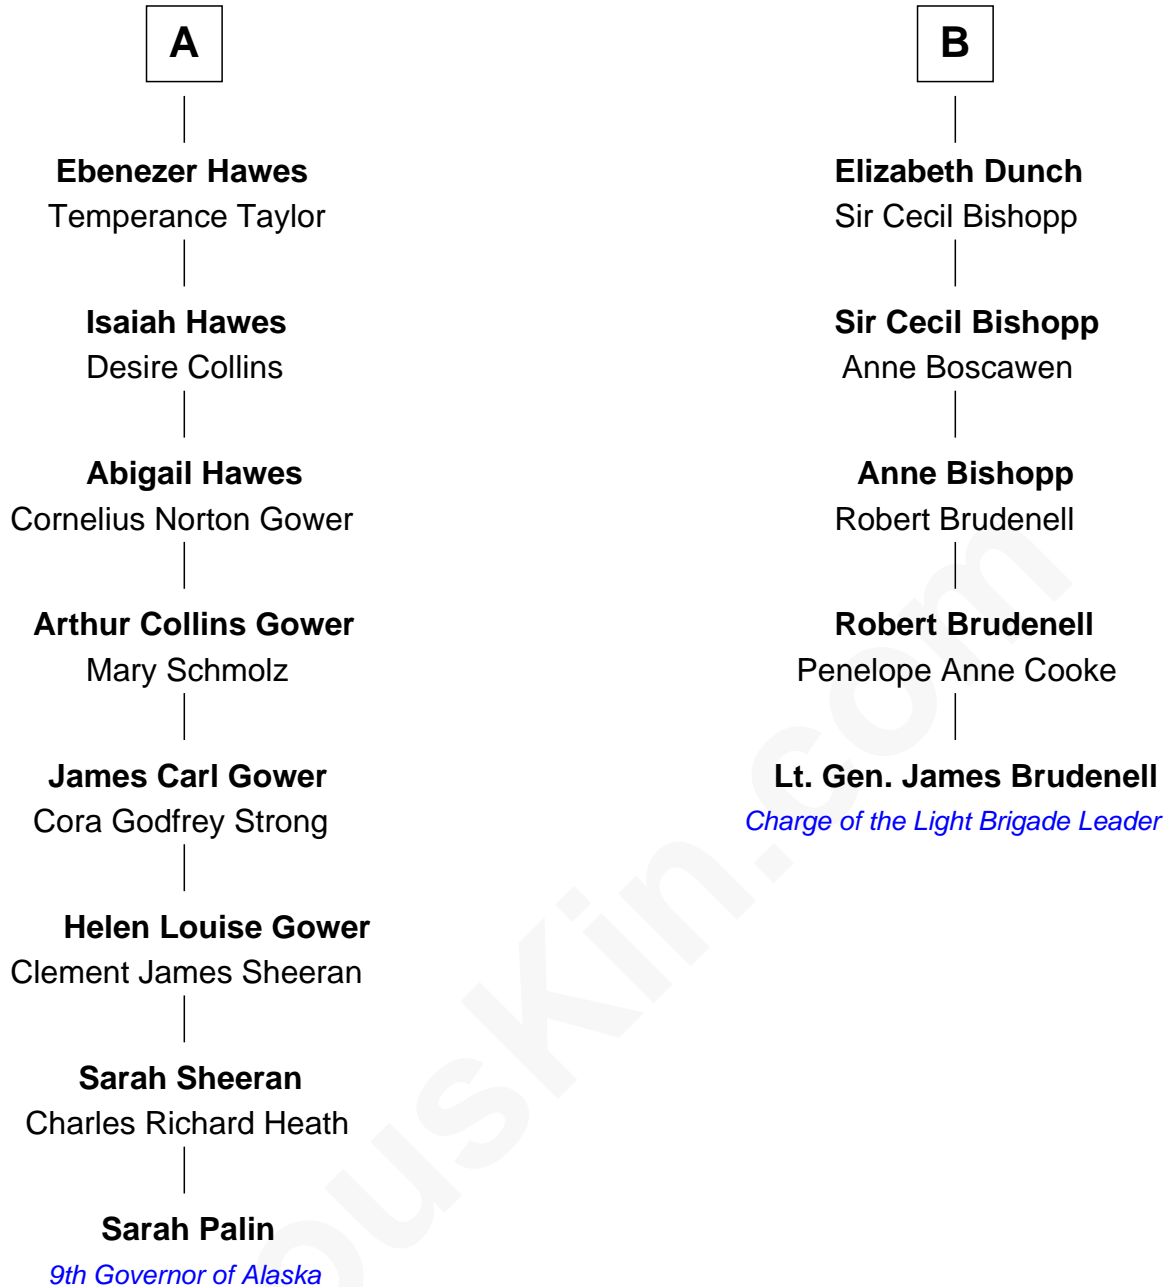 A
Ebenezer Hawes
Temperance Taylor
Isaiah Hawes
Desire Collins
Abigail Hawes
Cornelius Norton Gower
Arthur Collins Gower
Mary Schmolz
James Carl Gower
Cora Godfrey Strong
Helen Louise Gower
Clement James Sheeran
Sarah Sheeran
Charles Richard Heath
Sarah Palin
9th Governor of Alaska
B
Elizabeth Dunch
Sir Cecil Bishopp
Sir Cecil Bishopp
Anne Boscawen
Anne Bishopp
Robert Brudenell
Robert Brudenell
Penelope Anne Cooke
Lt. Gen. James Brudenell
Charge of the Light Brigade Leader
ousKin.com